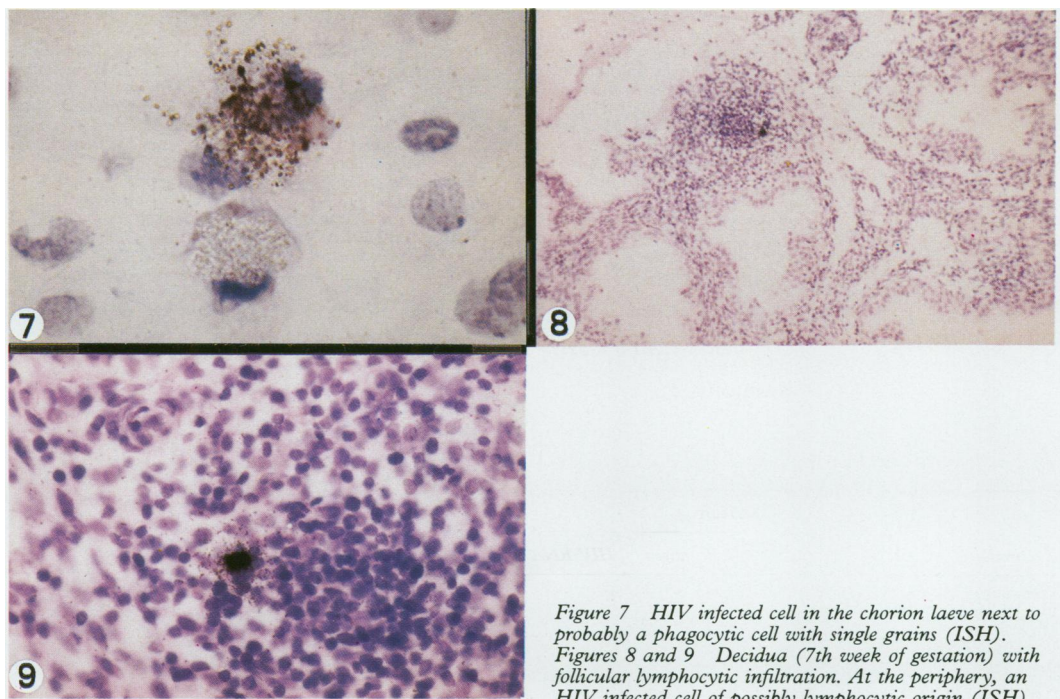 7
8
9
Figure 7 HIV infected cell in the chorion laeve next to
probably a phagocytic cell with single grains (ISH).
Figures 8 and 9 Decidua (7th week of gestation) with
follicular lymphocytic infiltration. At the periphery, an
HIV infected cell of possibly lymphocytic origin (ISH)